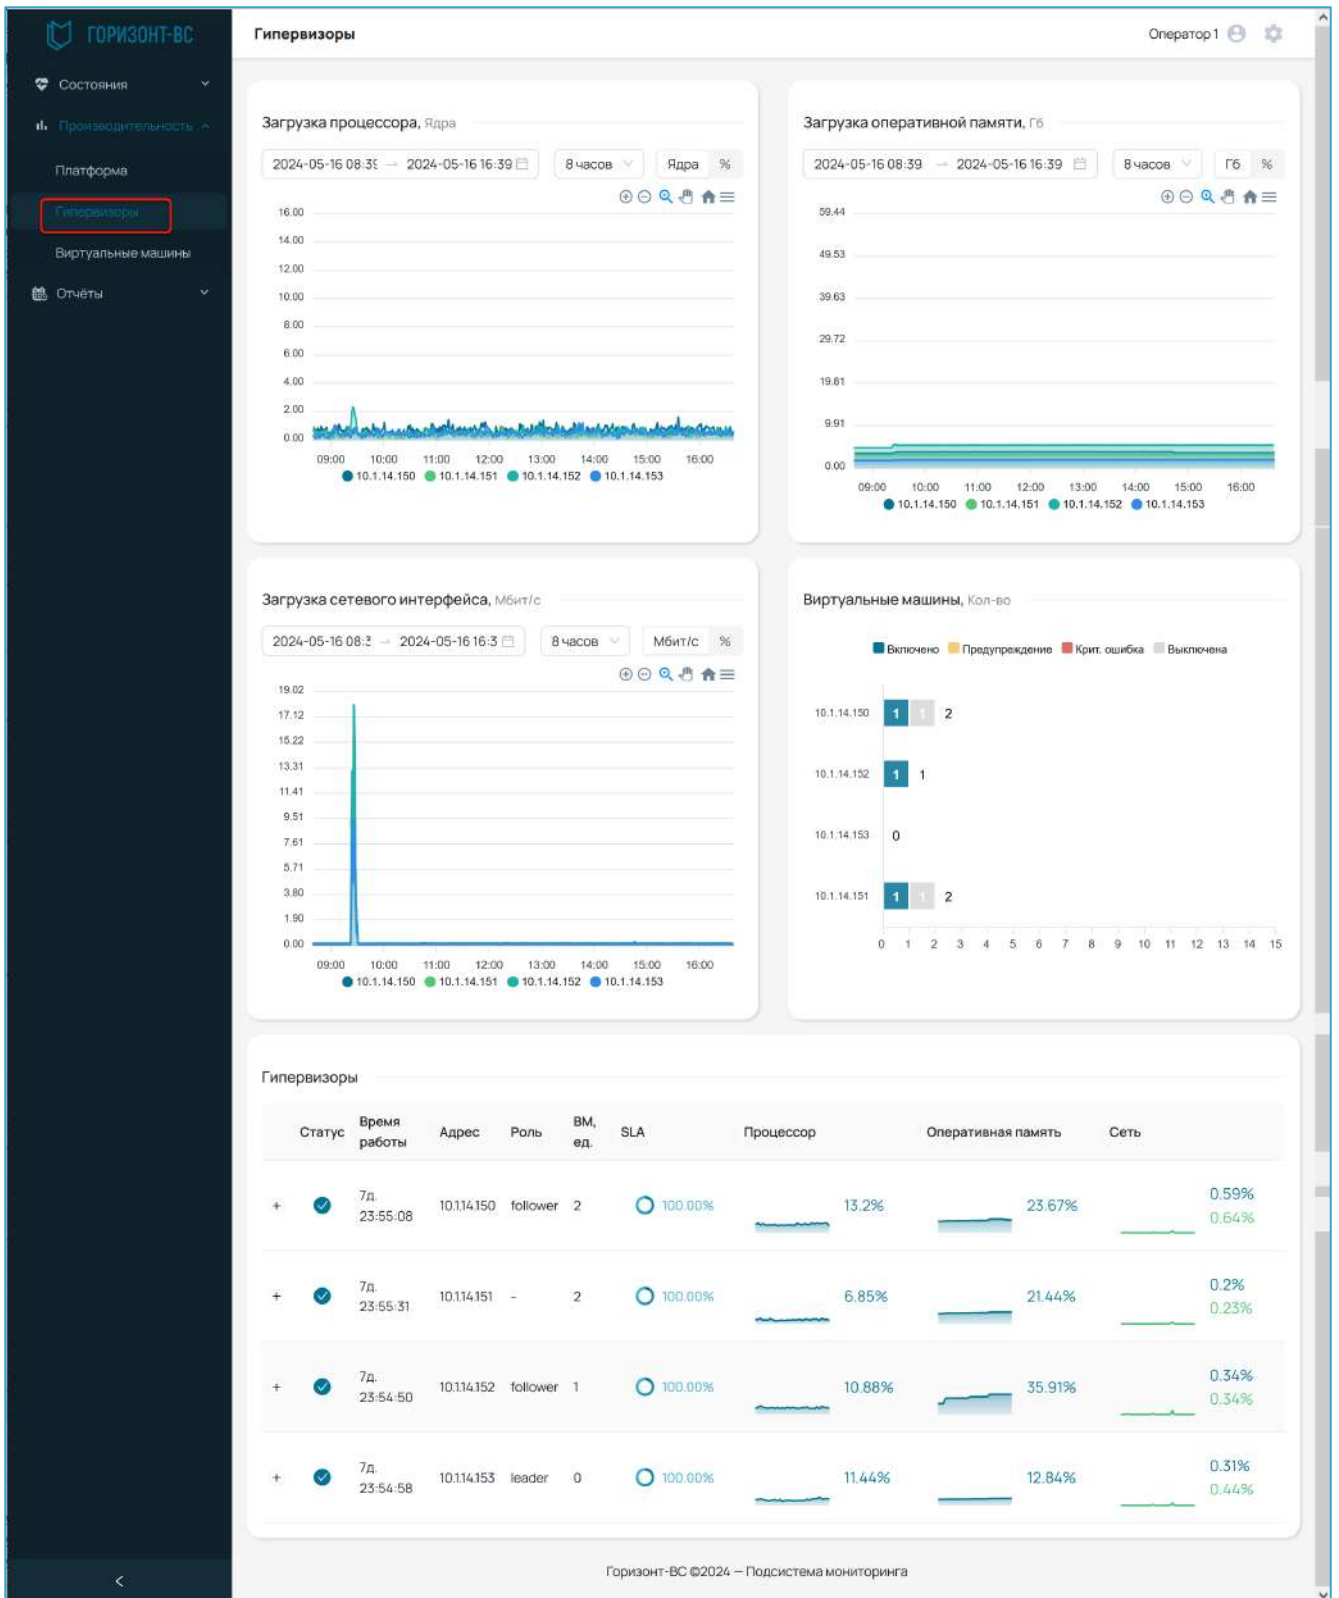 ГОРИЗОНТ-ВС
Состояния
Производительность
Платформа
Гипервизоры
Виртуальные машины
Отчёты
Гипервизоры
Оператор 1
Загрузка процессора, Ядра
2024-05-16 08:39 → 2024-05-16 16:39
8 часов
Ядра %
16.00
14.00
12.00
10.00
8.00
6.00
4.00
2.00
0.00
09:00 10:00 11:00 12:00 13:00 14:00 15:00 16:00
10.1.14.150 10.1.14.151 10.1.14.152 10.1.14.153
Загрузка оперативной памяти, Гб
2024-05-16 08:39 → 2024-05-16 16:39
8 часов
Гб %
59.44
49.53
39.63
29.72
19.81
9.91
0.00
09:00 10:00 11:00 12:00 13:00 14:00 15:00 16:00
10.1.14.150 10.1.14.151 10.1.14.152 10.1.14.153
Загрузка сетевого интерфейса, Мбит/с
2024-05-16 08:3 → 2024-05-16 16:3
8 часов
Мбит/с %
19.02
17.12
15.22
13.31
11.41
9.51
7.61
5.71
3.80
1.90
0.00
09:00 10:00 11:00 12:00 13:00 14:00 15:00 16:00
10.1.14.150 10.1.14.151 10.1.14.152 10.1.14.153
Виртуальные машины, Кол-во
Включено Предупреждение Крит. ошибка Выключена
10.1.14.150 1 1 2
10.1.14.152 1 1
10.1.14.153 0
10.1.14.151 1 1 2
0 1 2 3 4 5 6 7 8 9 10 11 12 13 14 15
Гипервизоры
Статус Время работы Адрес Роль ВМ, ед. SLA Процессор Оперативная память Сеть
+ 7д. 23:55:08 10.1.14.150 follower 2 100.00% 13.2% 23.67% 0.59% 0.64%
+ 7д. 23:55:31 10.1.14.151 - 2 100.00% 6.85% 21.44% 0.2% 0.23%
+ 7д. 23:54:50 10.1.14.152 follower 1 100.00% 10.88% 35.91% 0.34% 0.34%
+ 7д. 23:54:58 10.1.14.153 leader 0 100.00% 11.44% 12.84% 0.31% 0.44%
Горизонт-ВС ©2024 — Подсистема мониторинга